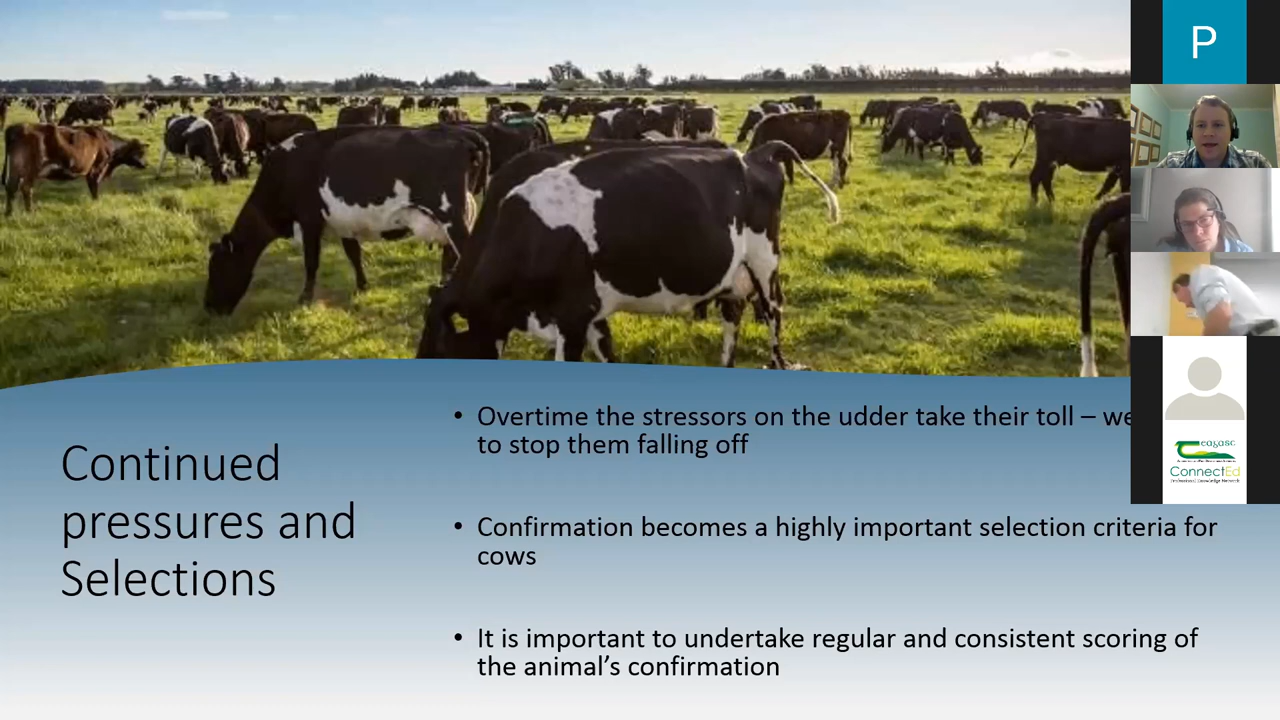 P
Continued
pressures and
Selections
• Overtime the stressors on the udder take their toll – we
to stop them falling off
• Confirmation becomes a highly important selection criteria for
cows
• It is important to undertake regular and consistent scoring of
the animal's confirmation
eagasc
ConnectEd